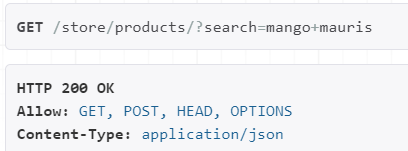 GET /store/products/?search=mango+mauris
HTTP 200 OK
Allow: GET, POST, HEAD, OPTIONS
Content-Type: application/json